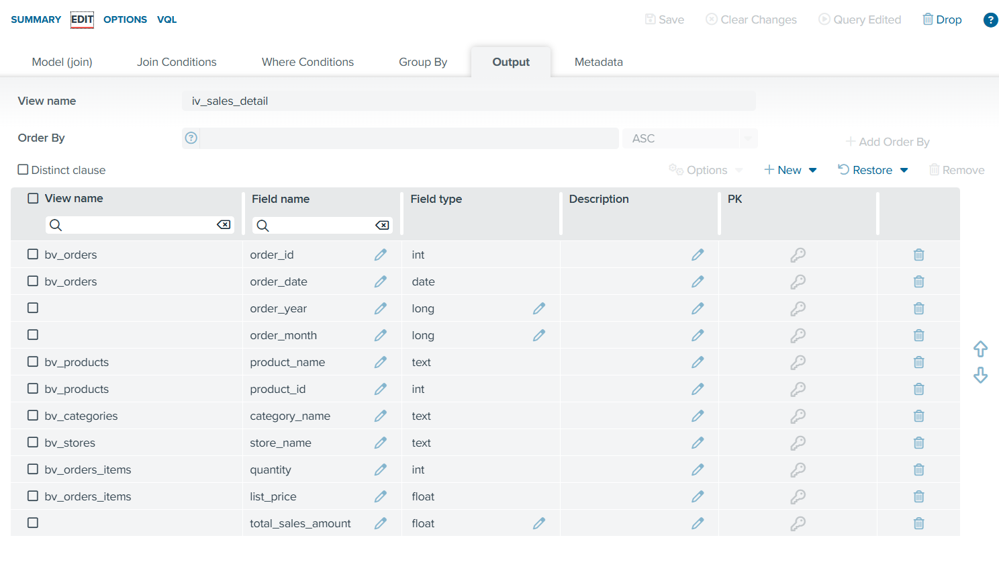 SUMMARY EDIT OPTIONS VQL Save Clear Changes Query Edited Drop ?
Model (join) Join Conditions Where Conditions Group By Output Metadata
View name iv_sales_detail
Order By ? ASC + Add Order By
Distinct clause Options + New Restore Remove
View name Field name Field type Description PK
bv_orders order_id int
bv_orders order_date date
order_year long
order_month long
bv_products product_name text
bv_products product_id int
bv_categories category_name text
bv_stores store_name text
bv_orders_items quantity int
bv_orders_items list_price float
total_sales_amount float